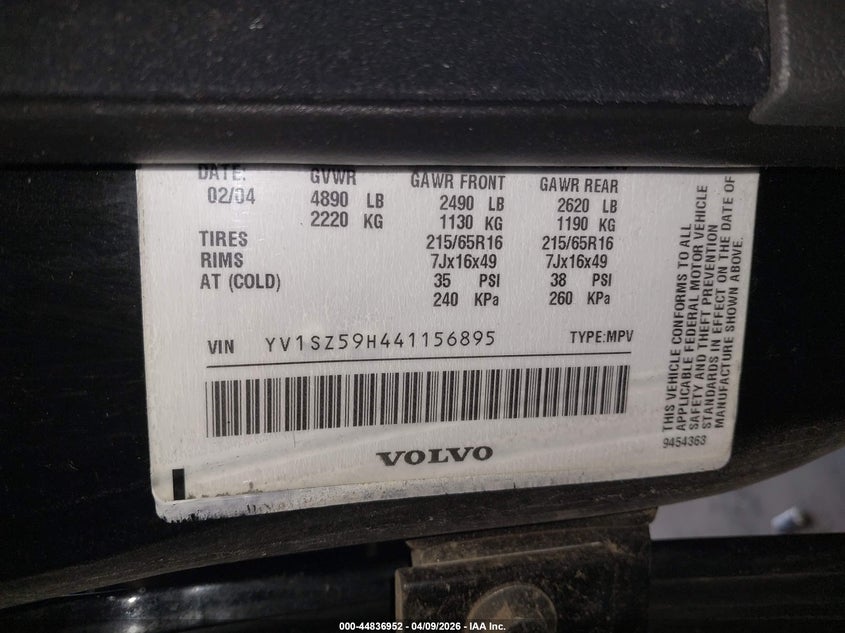 DATE: GVWR GAWR FRONT GAWR REAR
02/04 4890 LB 2490 LB 2620 LB
2220 KG 1130 KG 1190 KG
TIRES 215/65R16 215/65R16
RIMS 7Jx16x49 7Jx16x49
AT (COLD) 35 PSI 38 PSI
240 KPa 260 KPa
VIN YV1SZ59H441156895 TYPE:MPV
VOLVO
THIS VEHICLE CONFORMS TO ALL
APPLICABLE FEDERAL MOTOR VEHICLE
SAFETY AND THEFT PREVENTION
STANDARDS IN EFFECT ON THE DATE OF
MANUFACTURE SHOWN ABOVE.
9454363
000-44836952 - 04/09/2026 - IAA Inc.